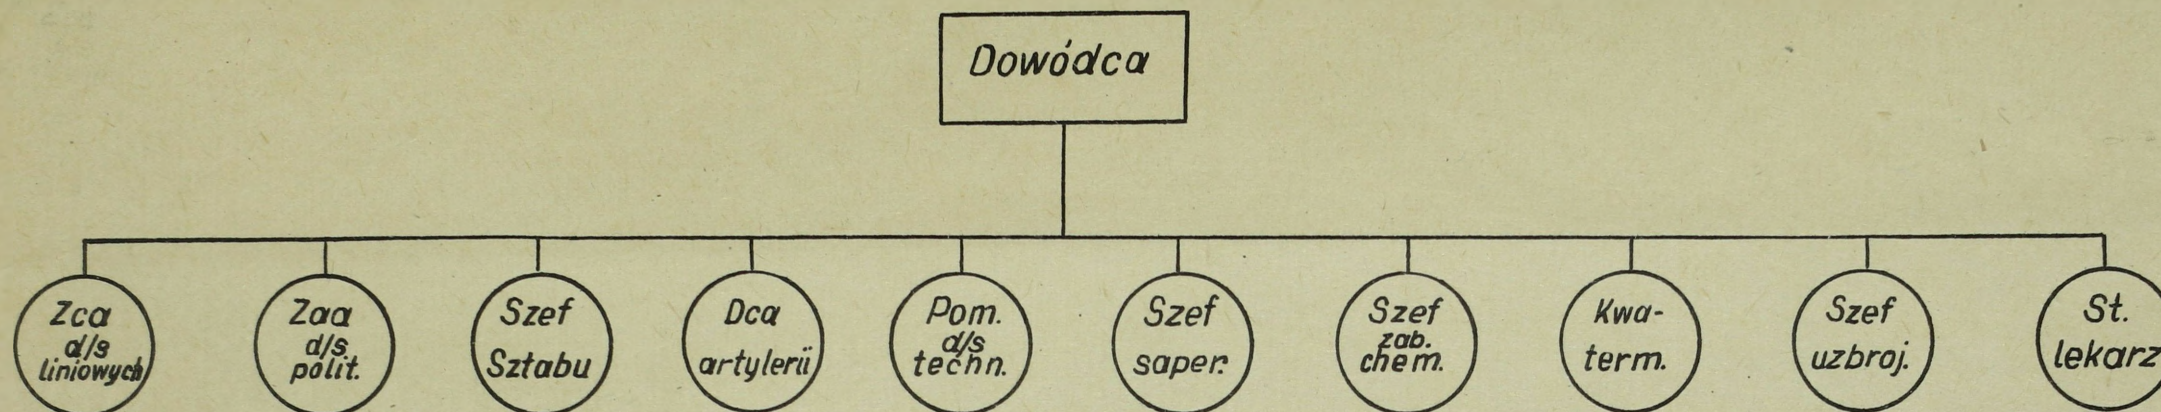 Dowódca
Zca
d/s
liniowych
Zaa
d/s
polit.
Szef
Sztabu
Dca
artylerii
Pom.
d/s
techn.
Szef
saper.
Szef
zab.
chem.
Kwa-
term.
Szef
uzbroj.
St.
lekarz